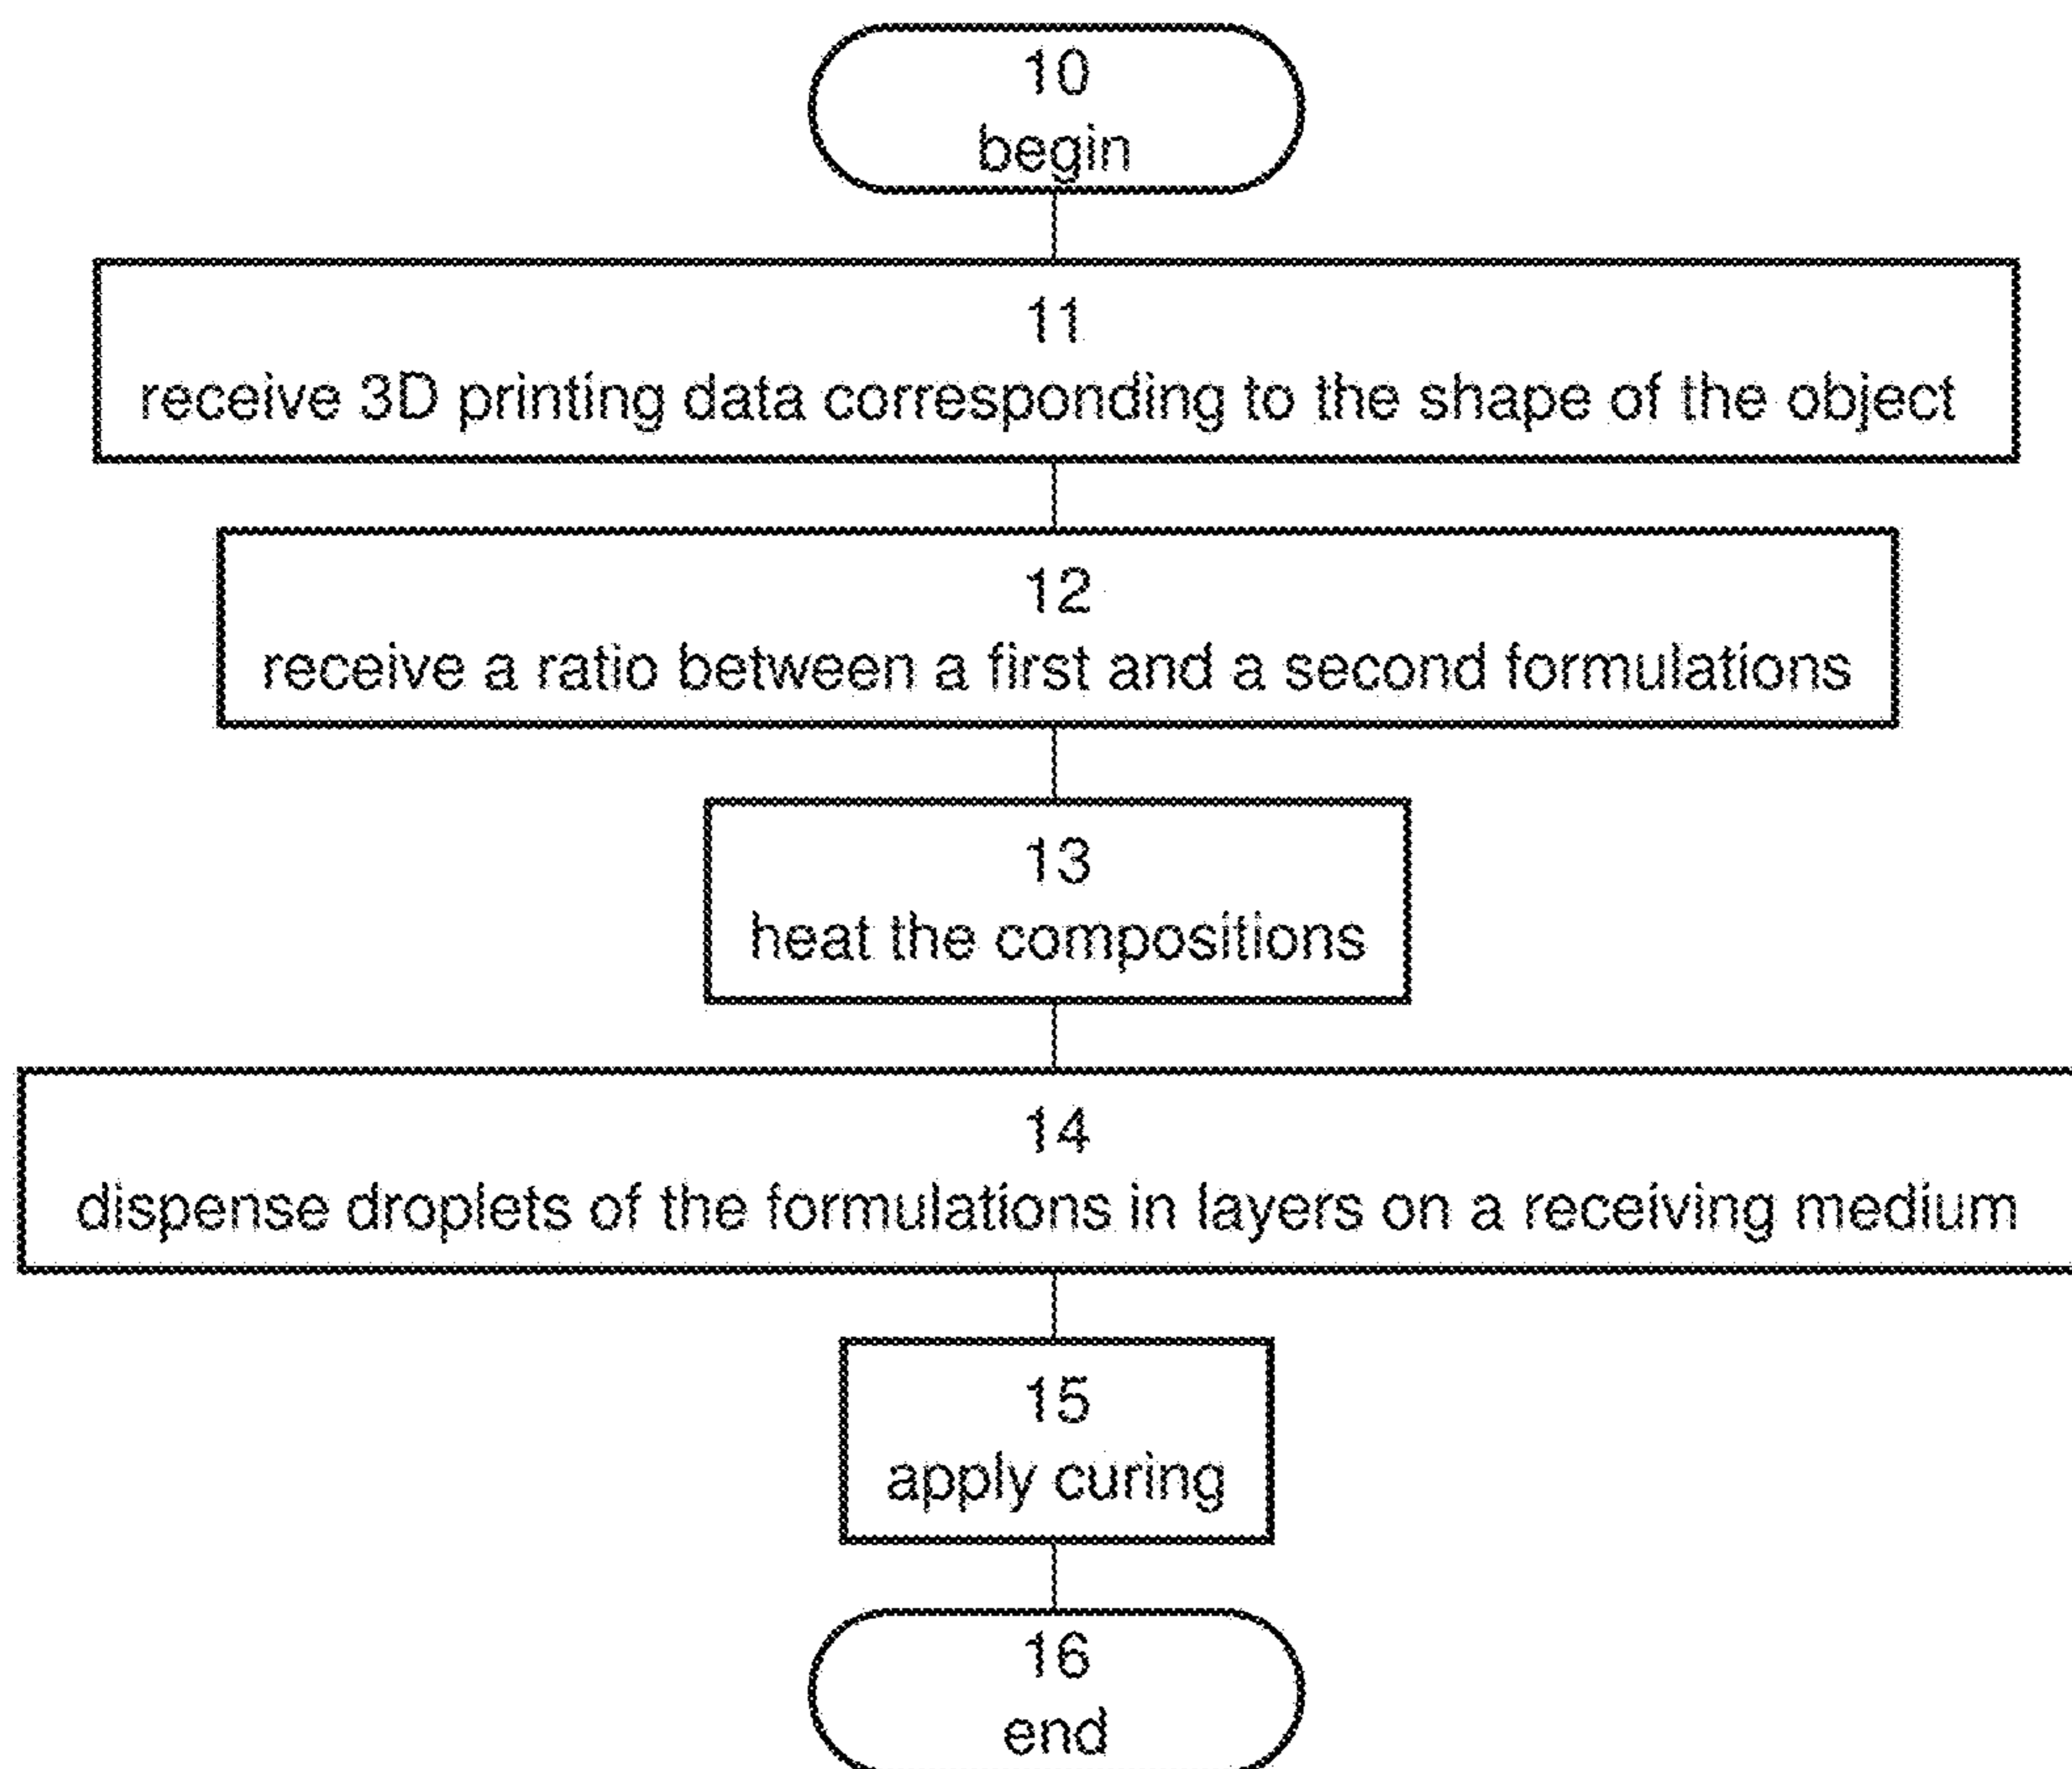 10
begin
11
receive 3D printing data corresponding to the shape of the object
12
receive a ratio between a first and a second formulations
13
heat the compositions
14
dispense droplets of the formulations in layers on a receiving medium
15
apply curing
16
end